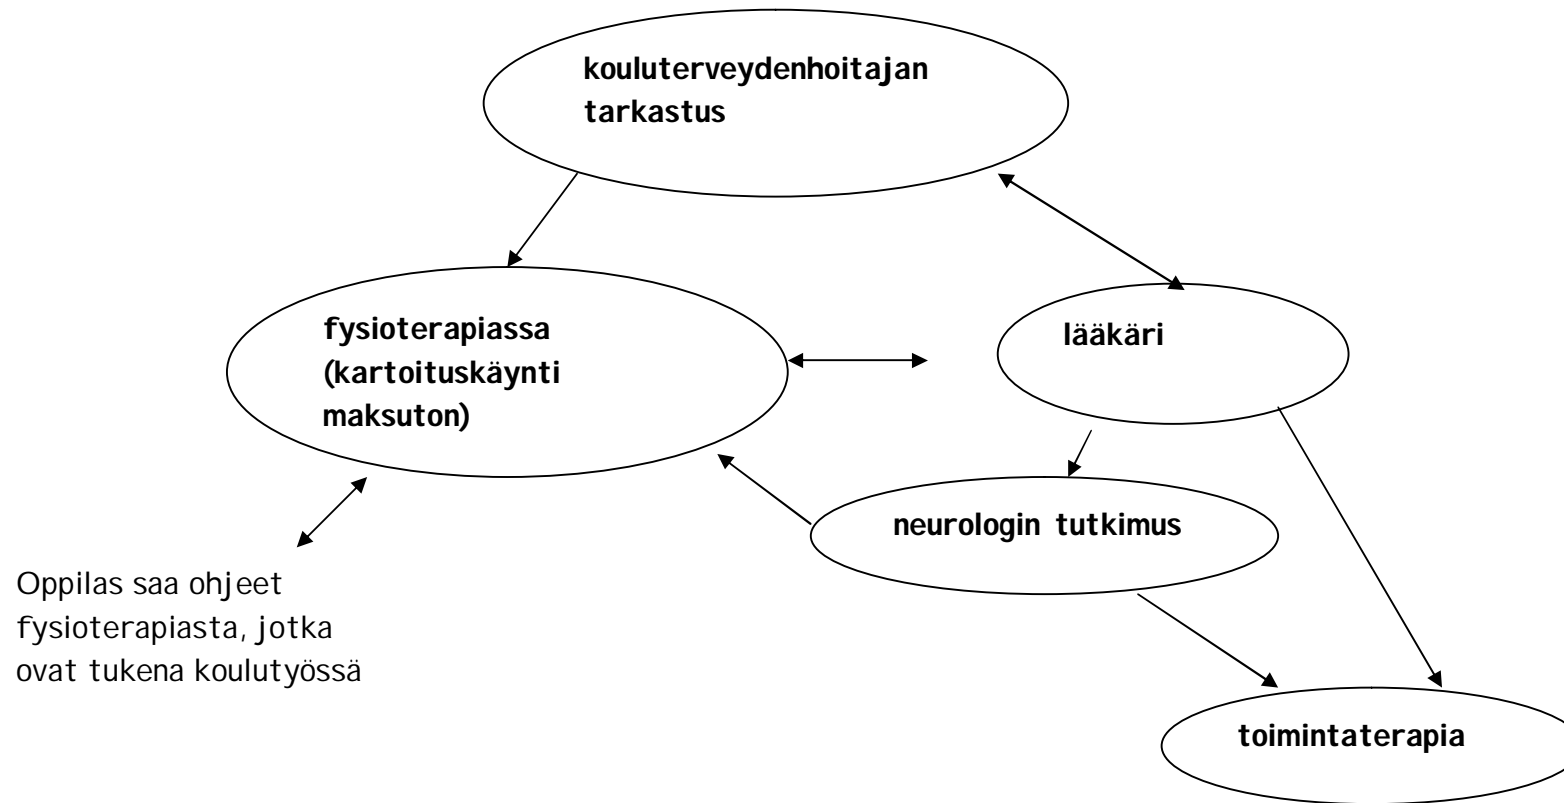 kouluterveydenhoitajan
tarkastus
fysioterapiassa
(kartoituskäynti
maksuton)
lääkäri
neurologin tutkimus
Oppilas saa ohjeet
fysioterapiasta, jotka
ovat tukena koulutyössä
toimintaterapia